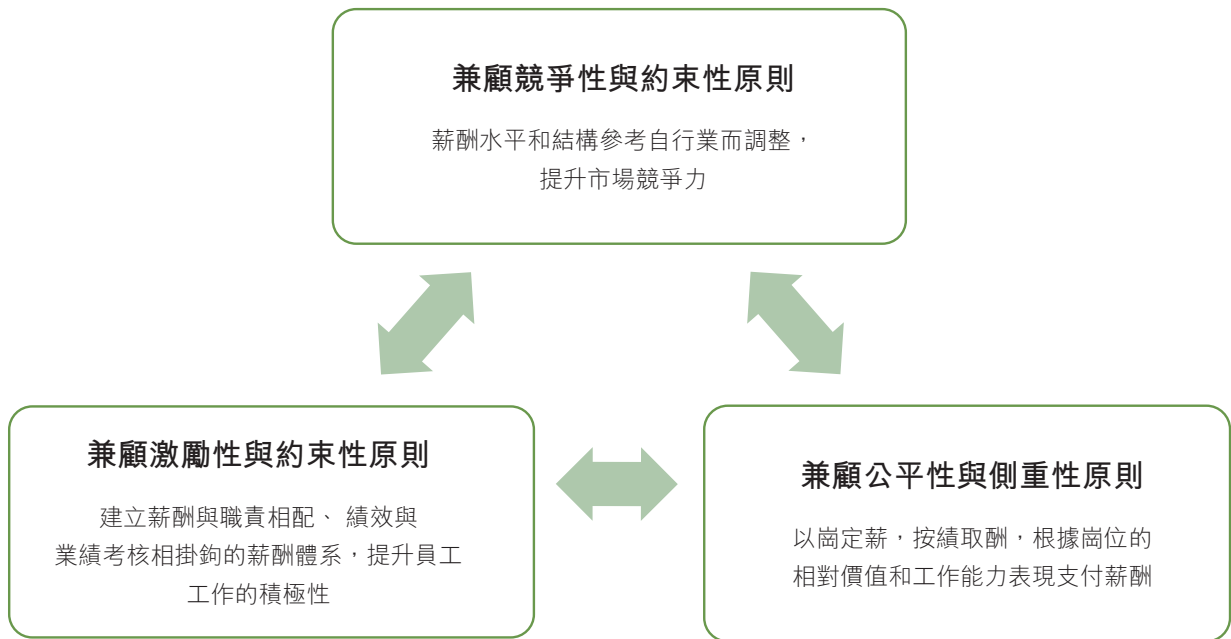 兼顧競爭性與約束性原則
薪酬水平和結構參考自行業而調整，
提升市場競爭力
兼顧激勵性與約束性原則
建立薪酬與職責相配、 績效與
業績考核相掛鈎的薪酬體系，提升員工
工作的積極性
兼顧公平性與側重性原則
以崗定薪，按績取酬，根據崗位的
相對價值和工作能力表現支付薪酬